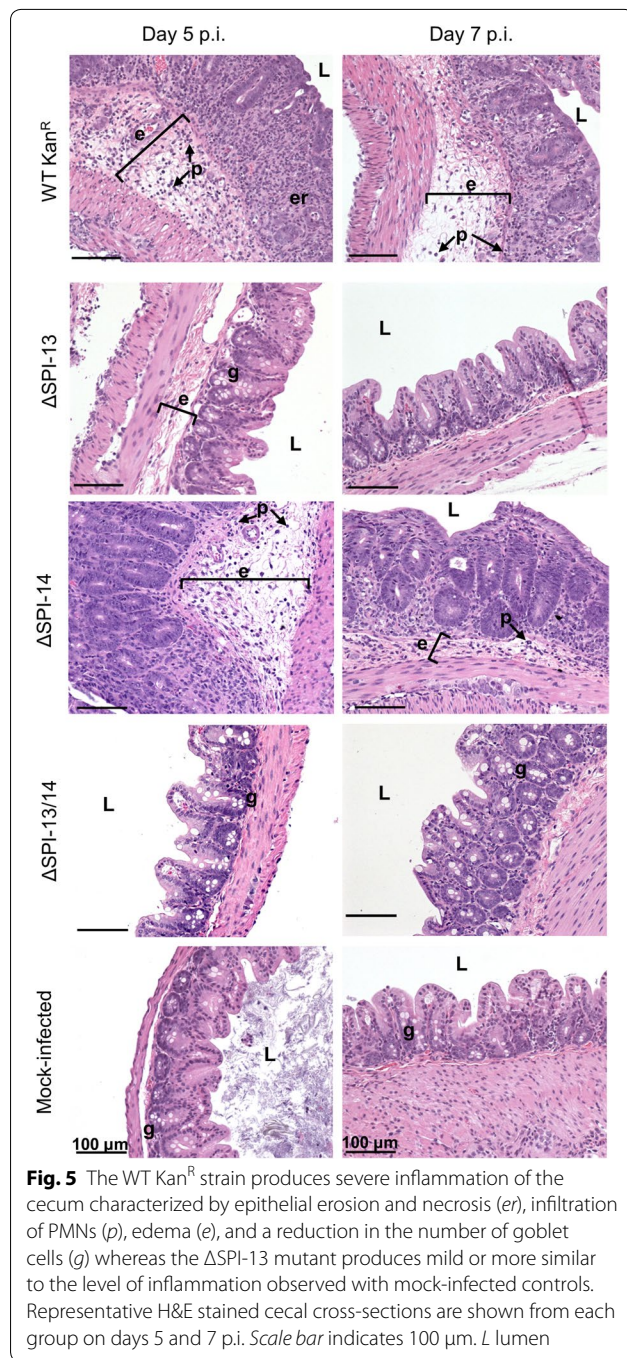 Day 5 p.i. Day 7 p.i.
WT Kan^R
L
e
p
er
L
e
p
ΔSPI-13
g
e
L
L
ΔSPI-14
p
e
L
p
e
ΔSPI-13/14
L
g
L
g
Mock-infected
L
g
100 µm
L
g
100 µm
Fig. 5 The WT Kan^R strain produces severe inflammation of the
cecum characterized by epithelial erosion and necrosis (er), infiltration
of PMNs (p), edema (e), and a reduction in the number of goblet
cells (g) whereas the ΔSPI-13 mutant produces mild or more similar
to the level of inflammation observed with mock-infected controls.
Representative H&E stained cecal cross-sections are shown from each
group on days 5 and 7 p.i. Scale bar indicates 100 µm. L lumen